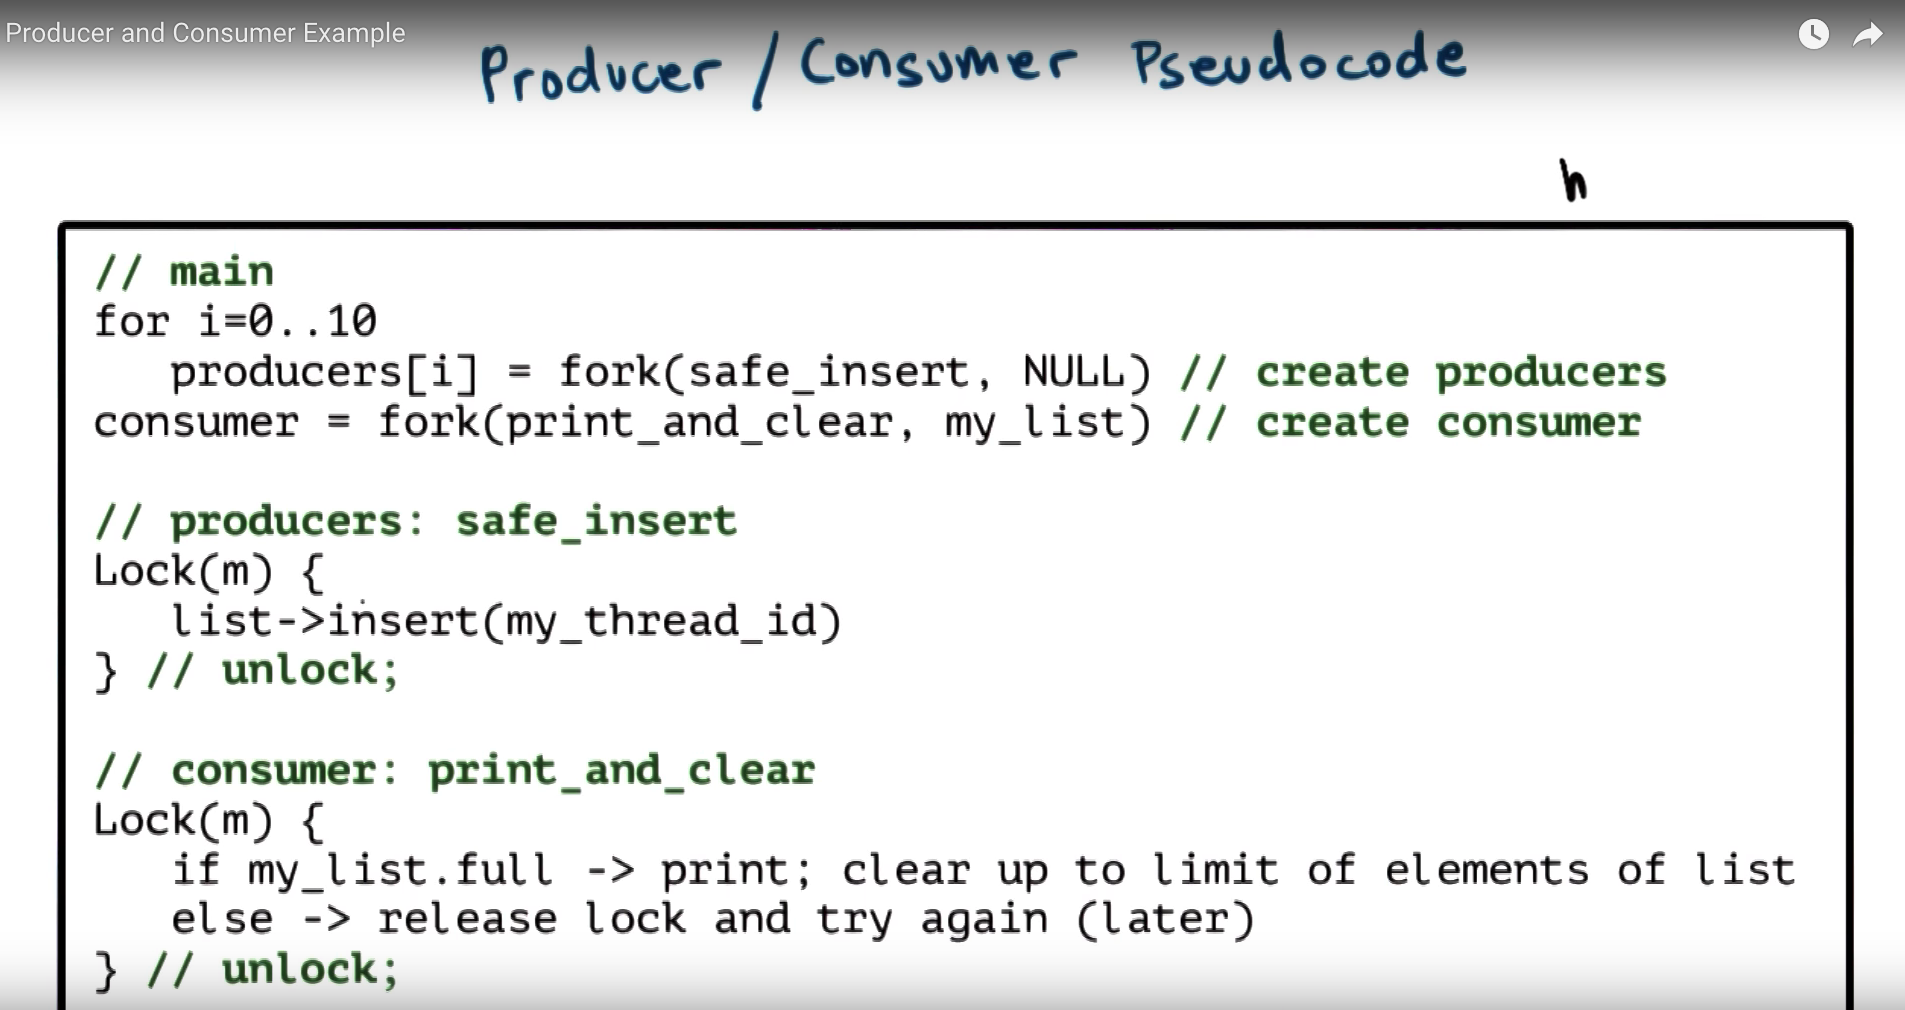 Producer and Consumer Example
Producer / Consumer Pseudocode
h
// main
for i=0..10
   producers[i] = fork(safe_insert, NULL) // create producers
consumer = fork(print_and_clear, my_list) // create consumer

// producers: safe_insert
Lock(m) {
   list->insert(my_thread_id)
} // unlock;

// consumer: print_and_clear
Lock(m) {
   if my_list.full -> print; clear up to limit of elements of list
   else -> release lock and try again (later)
} // unlock;